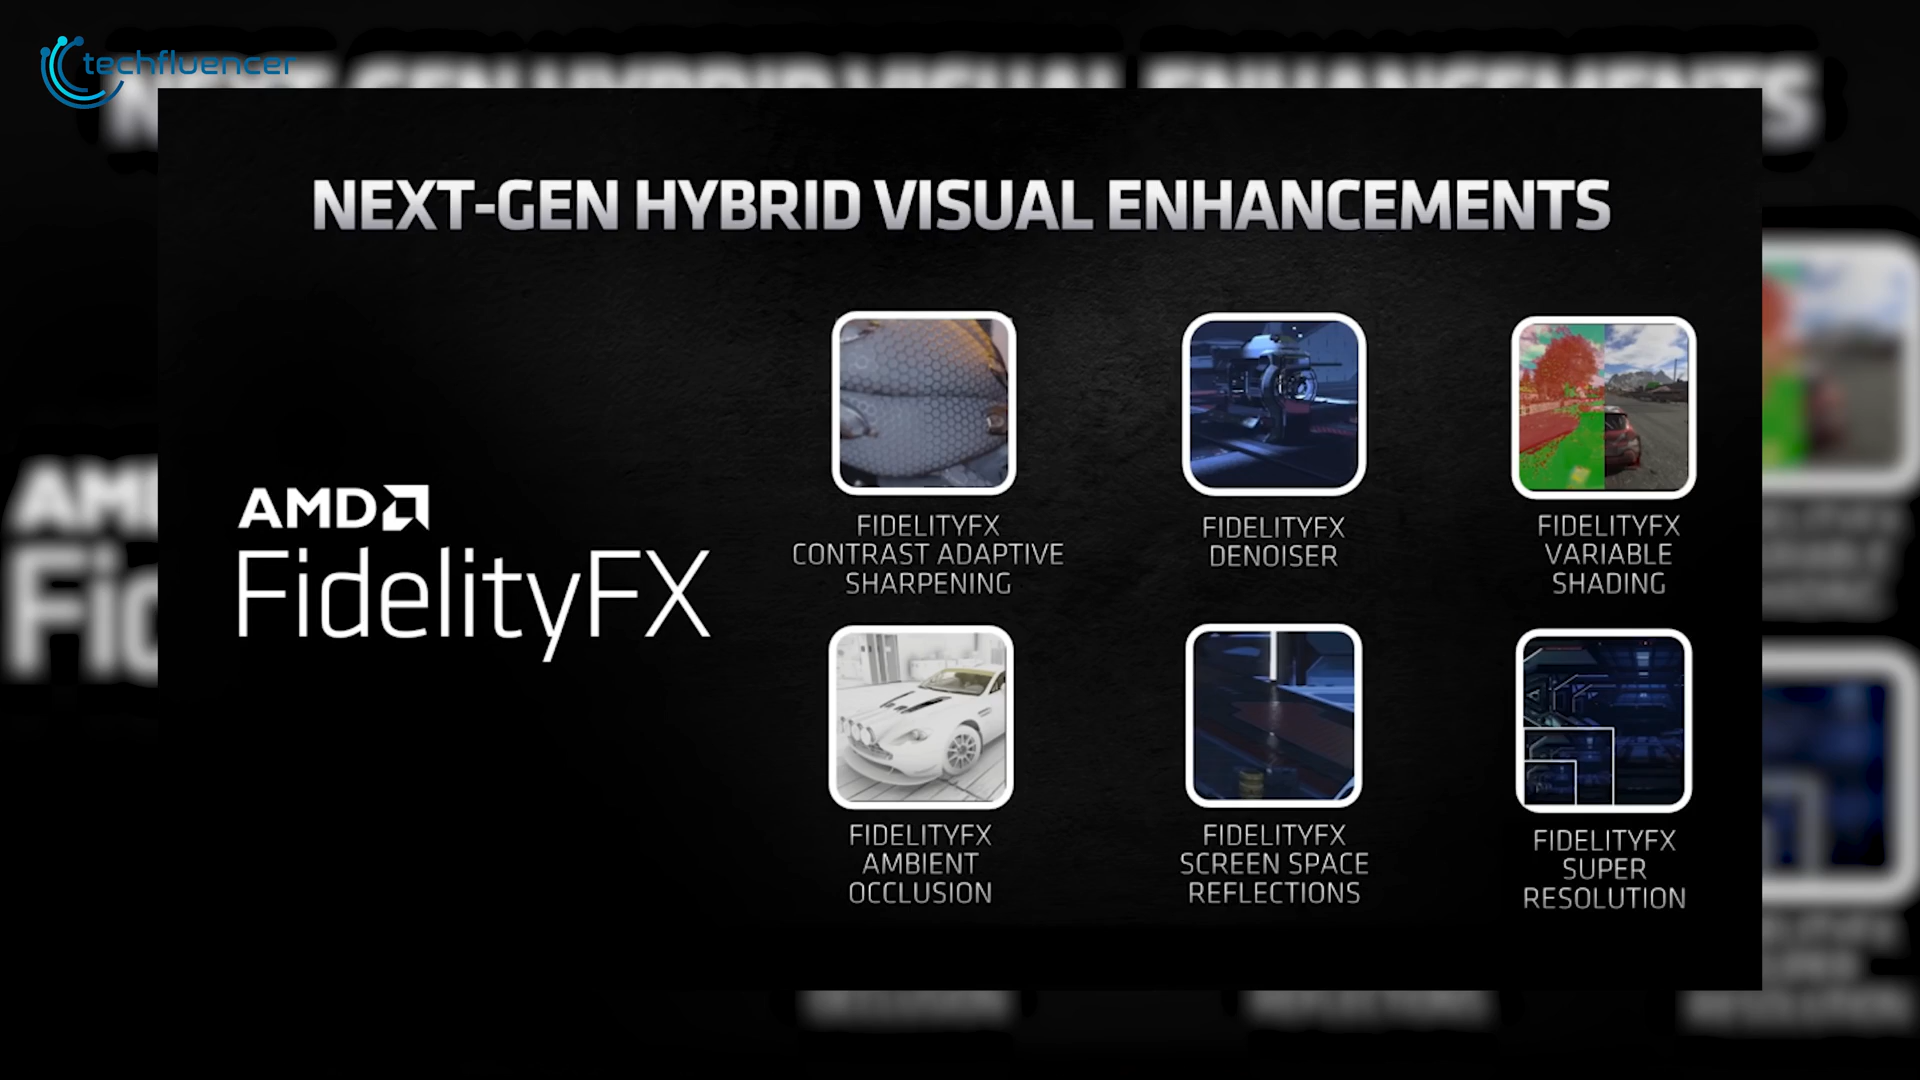 techfluencer
NEXT-GEN HYBRID VISUAL ENHANCEMENTS
AMD
FidelityFX
FIDELITYFX
CONTRAST ADAPTIVE
SHARPENING
FIDELITYFX
DENOISER
FIDELITYFX
VARIABLE
SHADING
FIDELITYFX
AMBIENT
OCCLUSION
FIDELITYFX
SCREEN SPACE
REFLECTIONS
FIDELITYFX
SUPER
RESOLUTION